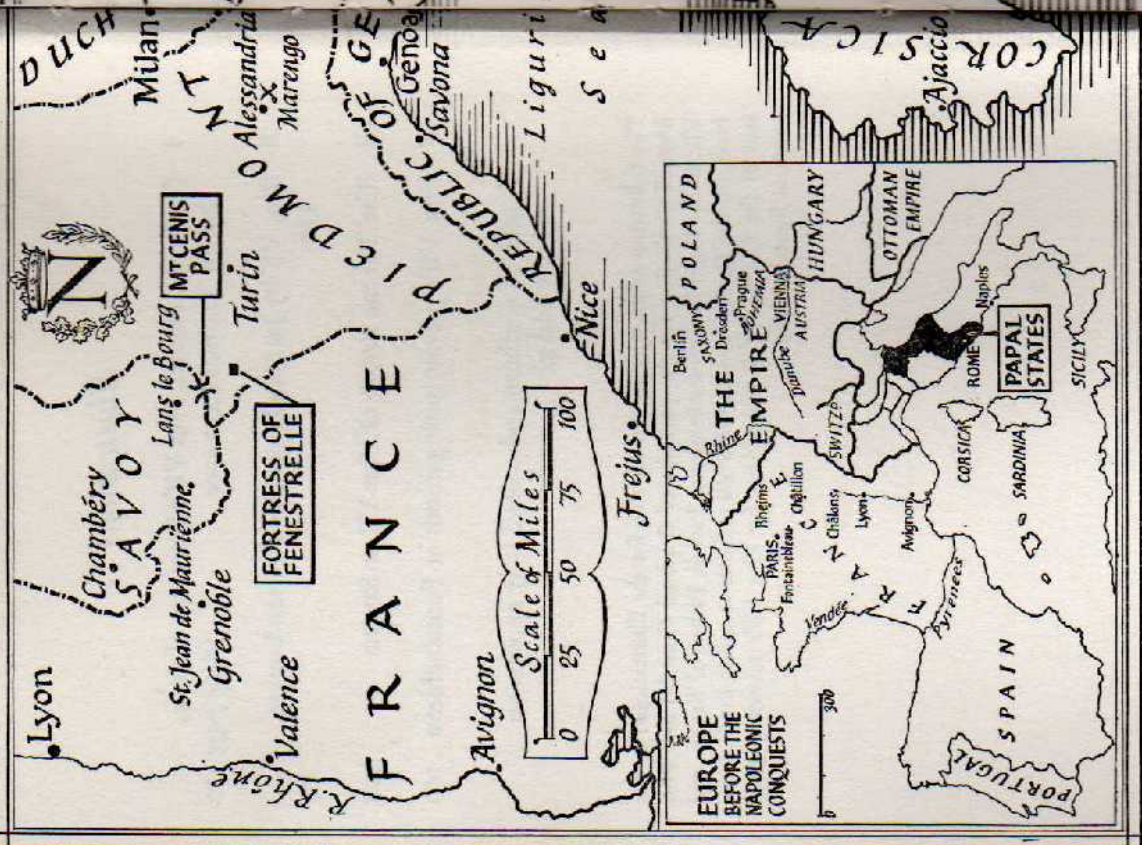 DUCH
Milan
N
MT CENIS
PASS
Lyon
Chambéry
SAVOY
Lans le Bourg
St. Jean de Maurienne
Grenoble
Turin
FORTRESS OF
FENESTRELLE
PIEDMONT
Alessandria
Marengo
REPUBLIC OF GE
Genoa
Savona
Liguri
Sea
R. Rhône
Valence
FRANCE
Avignon
Nice
Fréjus
Scale of Miles
0 25 50 75 100
CORSICA
Ajaccio
EUROPE
BEFORE THE
NAPOLEONIC
CONQUESTS
0 300
Berlin
POLAND
SAXONY
Dresden
THE
EMPIRE
Prague
BOHEMIA
Rhine
Danube
VIENNA
AUSTRIA
HUNGARY
PARIS
Fontainebleau
Rheims
Châtillon
Châlons
FRANCE
Lyon
Avignon
Vendée
Pyrenees
SWITZ
OTTOMAN
EMPIRE
CORSICA
SARDINIA
ROME
Naples
PAPAL
STATES
SICILY
SPAIN
PORTUGAL